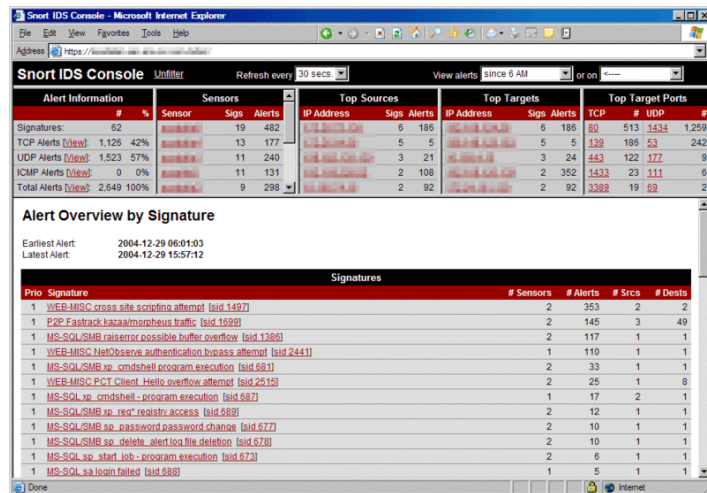 Snort IDS Console - Microsoft Internet Explorer
File Edit View Favorites Tools Help
Address https://
Snort IDS Console Unfilter Refresh every 30 secs. View alerts since 6 AM or on <----
Alert Information Sensors Top Sources Top Targets Top Target Ports
# % Sensor Sigs Alerts IP Address Sigs Alerts IP Address Sigs Alerts TCP # UDP #
Signatures: 62 19 482 6 186 6 186 80 513 1434 1,259
TCP Alerts [View]: 1,126 42% 13 177 5 5 5 5 139 186 53 242
UDP Alerts [View]: 1,523 57% 11 240 3 21 3 24 443 122 177 9
ICMP Alerts [View]: 0 0% 11 131 2 108 2 352 1433 23 111 6
Total Alerts [View]: 2,649 100% 9 298 2 92 2 92 3389 19 69 2
Alert Overview by Signature
Earliest Alert: 2004-12-29 06:01:03
Latest Alert: 2004-12-29 15:57:12
Signatures
Prio Signature # Sensors # Alerts # Srcs # Dests
1 WEB-MISC cross site scripting attempt [sid 1497] 2 353 2 2
1 P2P Fastrack kazaa/morpheus traffic [sid 1699] 2 145 3 49
1 MS-SQL/SMB raiserror possible buffer overflow [sid 1386] 2 117 1 1
1 WEB-MISC NetObserve authentication bypass attempt [sid 2441] 1 110 1 1
1 MS-SQL/SMB xp_cmdshell program execution [sid 681] 2 33 1 1
1 WEB-MISC PCT Client_Hello overflow attempt [sid 2515] 2 25 1 8
1 MS-SQL xp_cmdshell - program execution [sid 687] 1 17 2 1
1 MS-SQL/SMB xp_reg* registry access [sid 689] 2 12 1 1
1 MS-SQL/SMB sp_password password change [sid 677] 2 10 1 1
1 MS-SQL/SMB sp_delete_alert log file deletion [sid 678] 2 10 1 1
1 MS-SQL sp_start_job - program execution [sid 673] 2 6 1 1
1 MS-SQL sa login failed [sid 688] 1 5 1 1
Done Internet